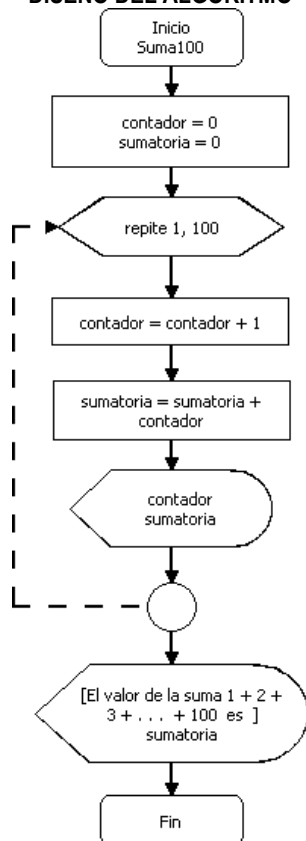 DISEÑO DEL ALGORITMO
Inicio
Suma100
contador = 0
sumatoria = 0
repite 1, 100
contador = contador + 1
sumatoria = sumatoria +
contador
contador
sumatoria
[El valor de la suma 1 + 2 +
3 + . . . + 100 es ]
sumatoria
Fin